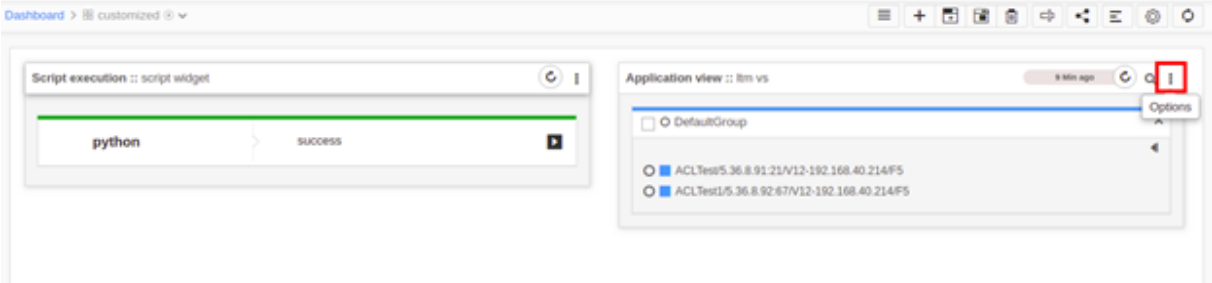 Dashboard > customized
Script execution :: script widget
python success
Application view :: ltm vs 9 Min ago
Options
DefaultGroup
ACLTest/5.36.8.91:21/V12-192.168.40.214/F5
ACLTest1/5.36.8.92:67/V12-192.168.40.214/F5